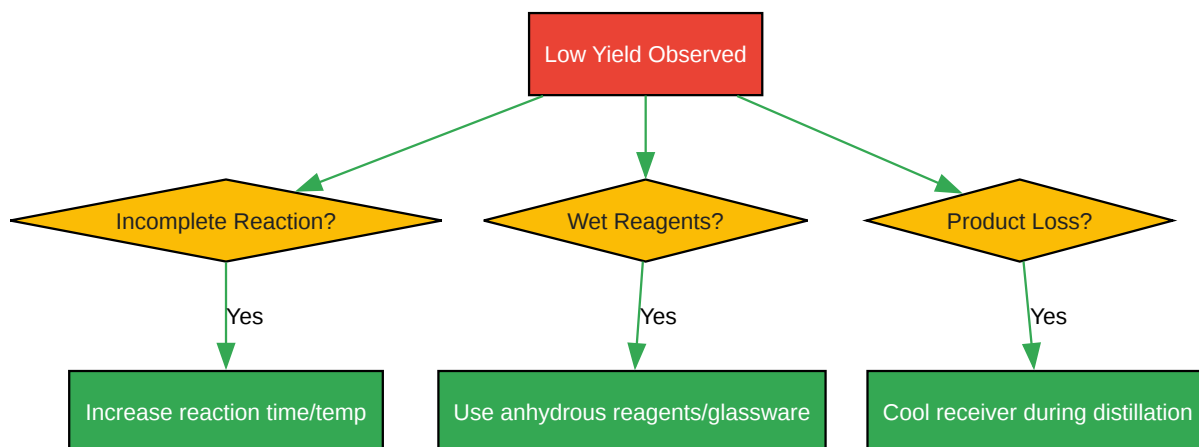 Low Yield Observed
Incomplete Reaction?
Wet Reagents?
Product Loss?
Yes
Yes
Yes
Increase reaction time/temp
Use anhydrous reagents/glassware
Cool receiver during distillation